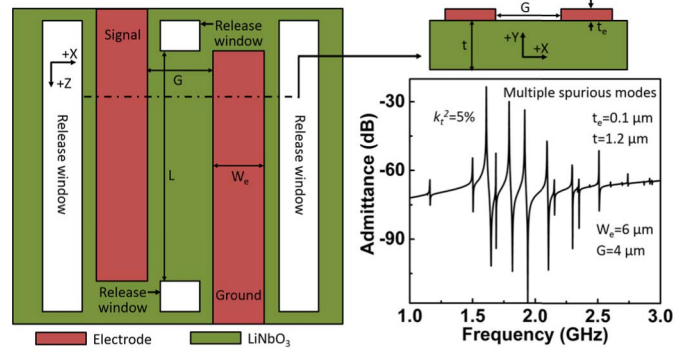 Signal
Release
window
G
+X
+Z
Release window
L
Wₑ
Release window
Release
window
Ground
Electrode
LiNbO₃
G
tₑ
t
+Y
+X
Admittance (dB)
-30
-60
-90
kₜ²=5%
Multiple spurious modes
tₑ=0.1 μm
t=1.2 μm
Wₑ=6 μm
G=4 μm
1.0 1.5 2.0 2.5 3.0
Frequency (GHz)